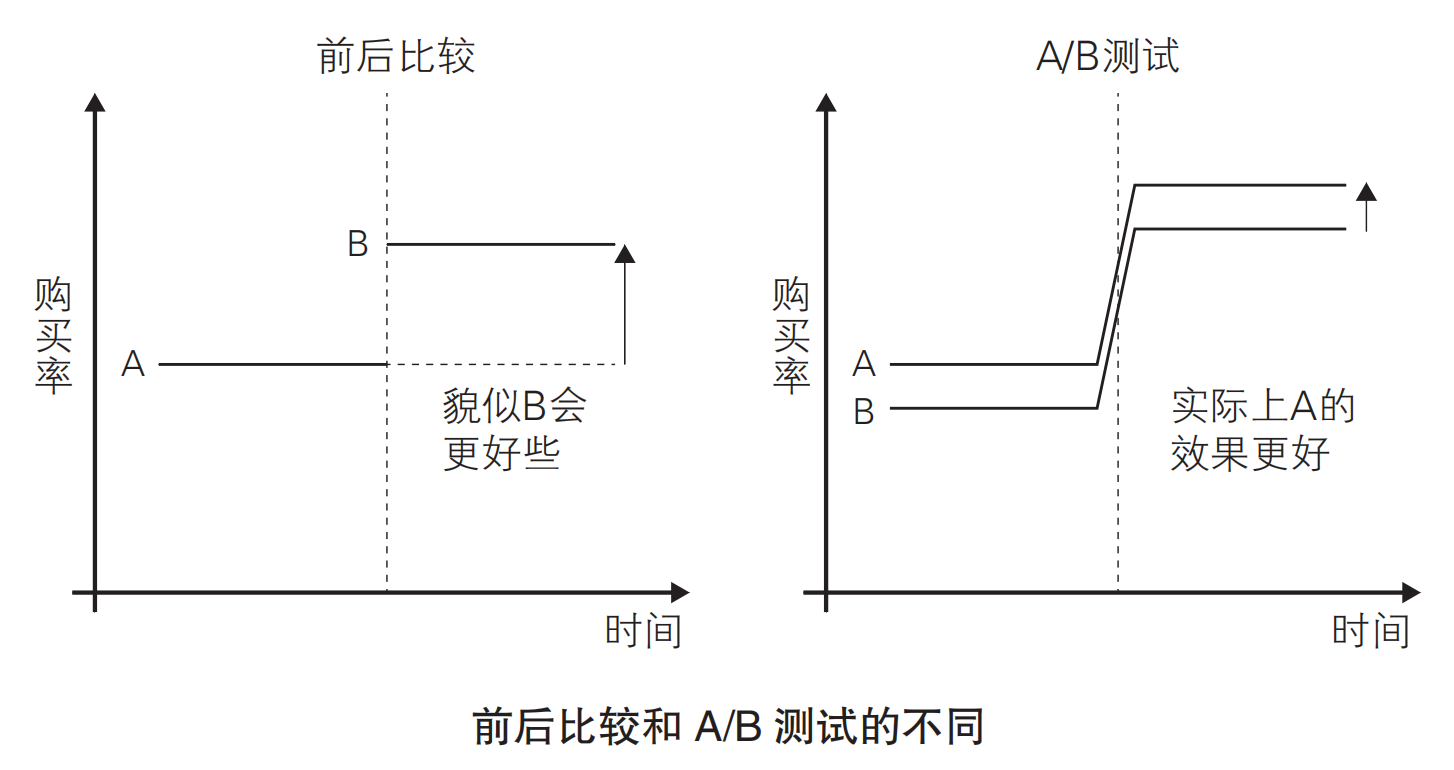 前后比较
购买率
B
A
貌似B会
更好些
时间
A/B测试
购买率
A
B
实际上A的
效果更好
时间
前后比较和 A/B 测试的不同